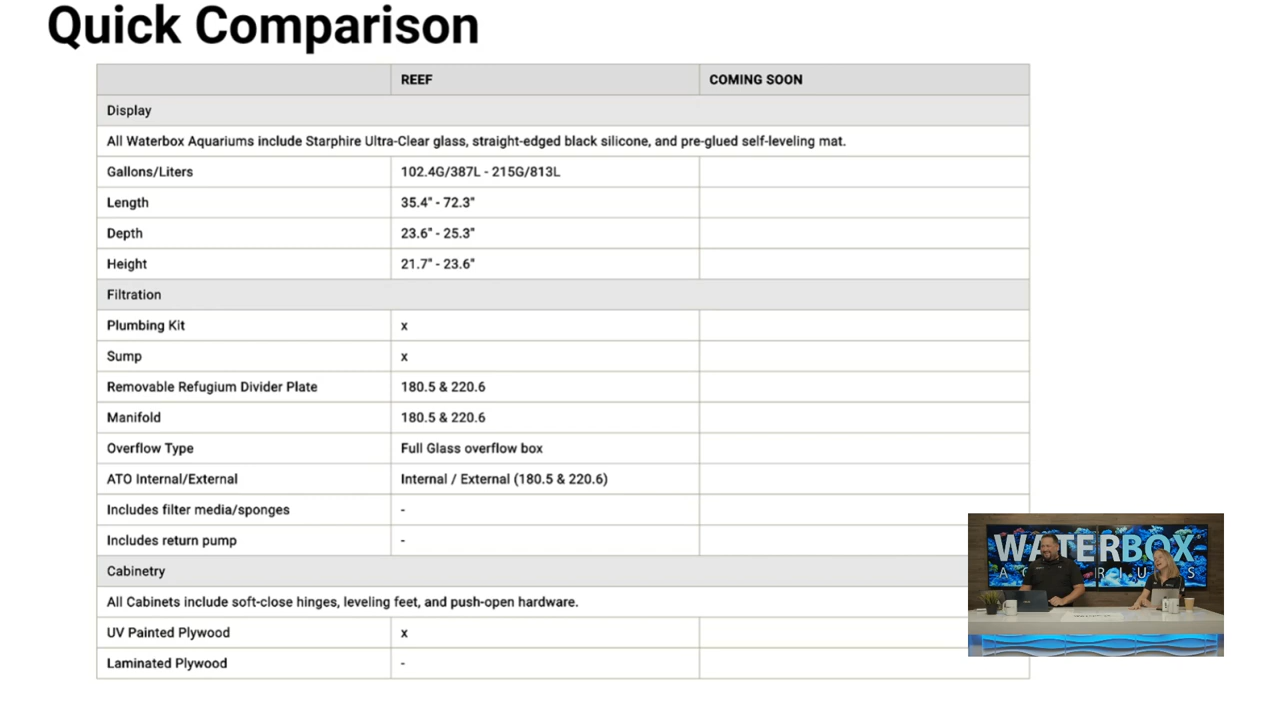 Quick Comparison
REEF COMING SOON
Display
All Waterbox Aquariums include Starphire Ultra-Clear glass, straight-edged black silicone, and pre-glued self-leveling mat.
Gallons/Liters 102.4G/387L - 215G/813L
Length 35.4" - 72.3"
Depth 23.6" - 25.3"
Height 21.7" - 23.6"
Filtration
Plumbing Kit x
Sump x
Removable Refugium Divider Plate 180.5 & 220.6
Manifold 180.5 & 220.6
Overflow Type Full Glass overflow box
ATO Internal/External Internal / External (180.5 & 220.6)
Includes filter media/sponges -
Includes return pump -
Cabinetry
All Cabinets include soft-close hinges, leveling feet, and push-open hardware.
UV Painted Plywood x
Laminated Plywood -
WATERBOX